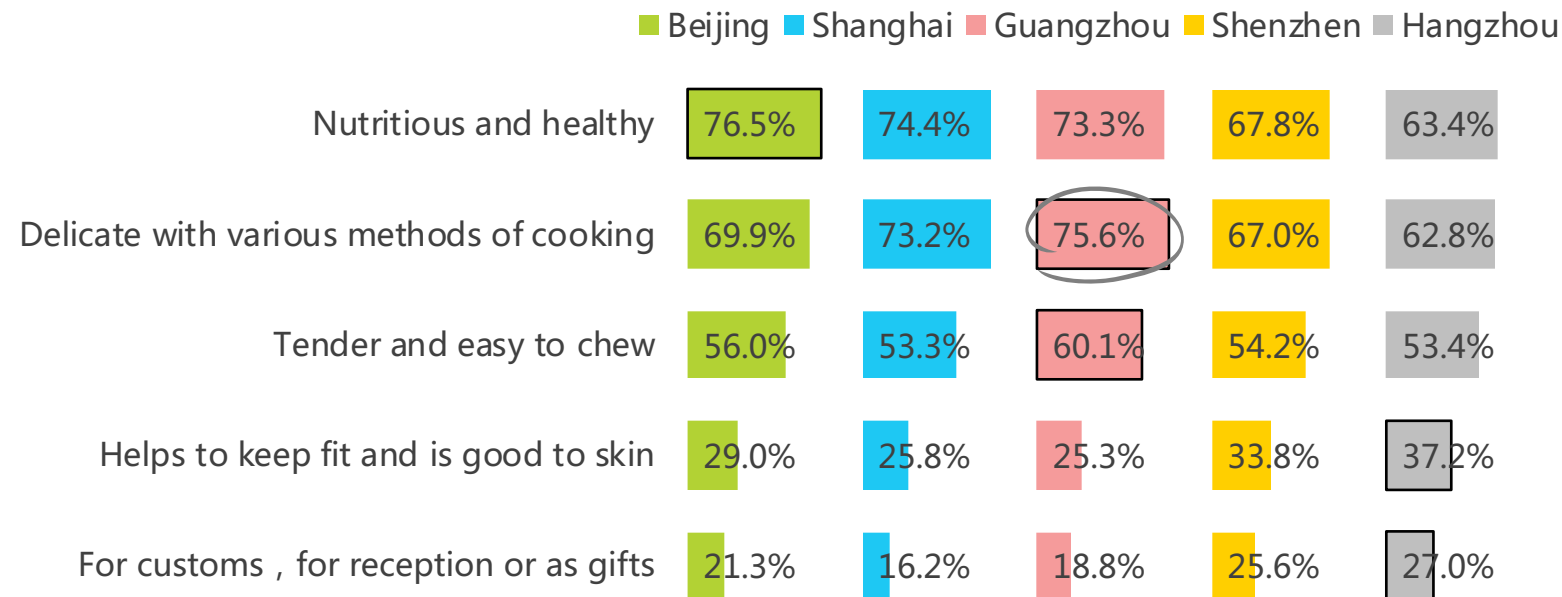 Beijing Shanghai Guangzhou Shenzhen Hangzhou
Nutritious and healthy 76.5% 74.4% 73.3% 67.8% 63.4%
Delicate with various methods of cooking 69.9% 73.2% 75.6% 67.0% 62.8%
Tender and easy to chew 56.0% 53.3% 60.1% 54.2% 53.4%
Helps to keep fit and is good to skin 29.0% 25.8% 25.3% 33.8% 37.2%
For customs , for reception or as gifts 21.3% 16.2% 18.8% 25.6% 27.0%